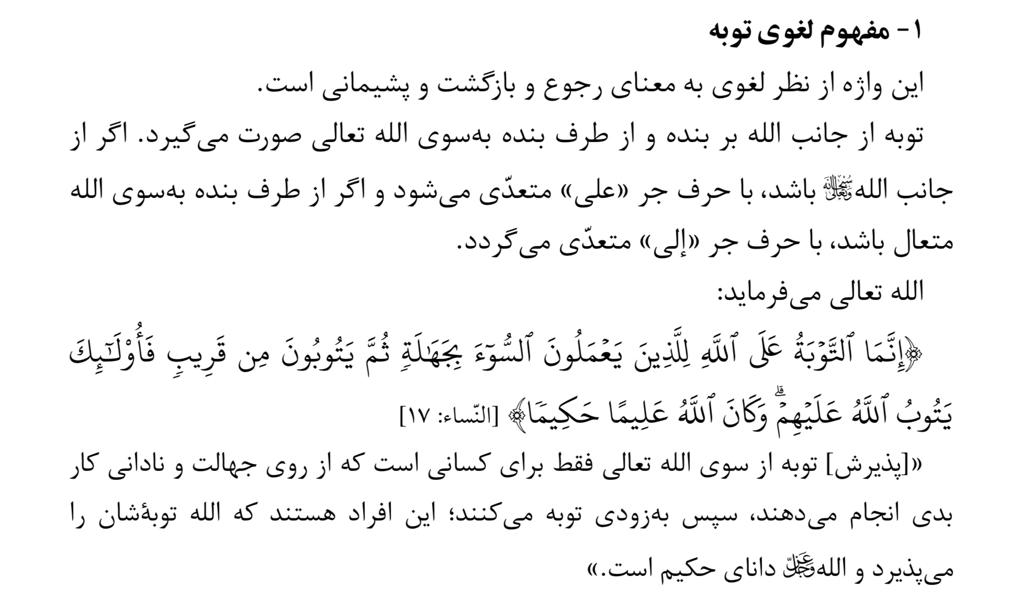 ۱- مفهوم لغوی توبه
این واژه از نظر لغوی به معنای رجوع و بازگشت و پشیمانی است.
توبه از جانب الله بر بنده و از طرف بنده به‌سوی الله تعالی صورت می‌گیرد. اگر از
جانب الله سبحانه وتعالی باشد، با حرف جر «علی» متعدّی می‌شود و اگر از طرف بنده به‌سوی الله
متعال باشد، با حرف جر «إلی» متعدّی می‌گردد.
الله تعالی می‌فرماید:
﴿إِنَّمَا ٱلتَّوۡبَةُ عَلَى ٱللَّهِ لِلَّذِينَ يَعۡمَلُونَ ٱلسُّوٓءَ بِجَهَٰلَةٖ ثُمَّ يَتُوبُونَ مِن قَرِيبٖ فَأُوْلَٰٓئِكَ
يَتُوبُ ٱللَّهُ عَلَيۡهِمۡۗ وَكَانَ ٱللَّهُ عَلِيمًا حَكِيمٗا﴾ [النّساء: ۱۷]
«[پذیرش] توبه از سوی الله تعالی فقط برای کسانی است که از روی جهالت و نادانی کار
بدی انجام می‌دهند، سپس به‌زودی توبه می‌کنند؛ این افراد هستند که الله توبۀشان را
می‌پذیرد و الله عزوجل دانای حکیم است.»